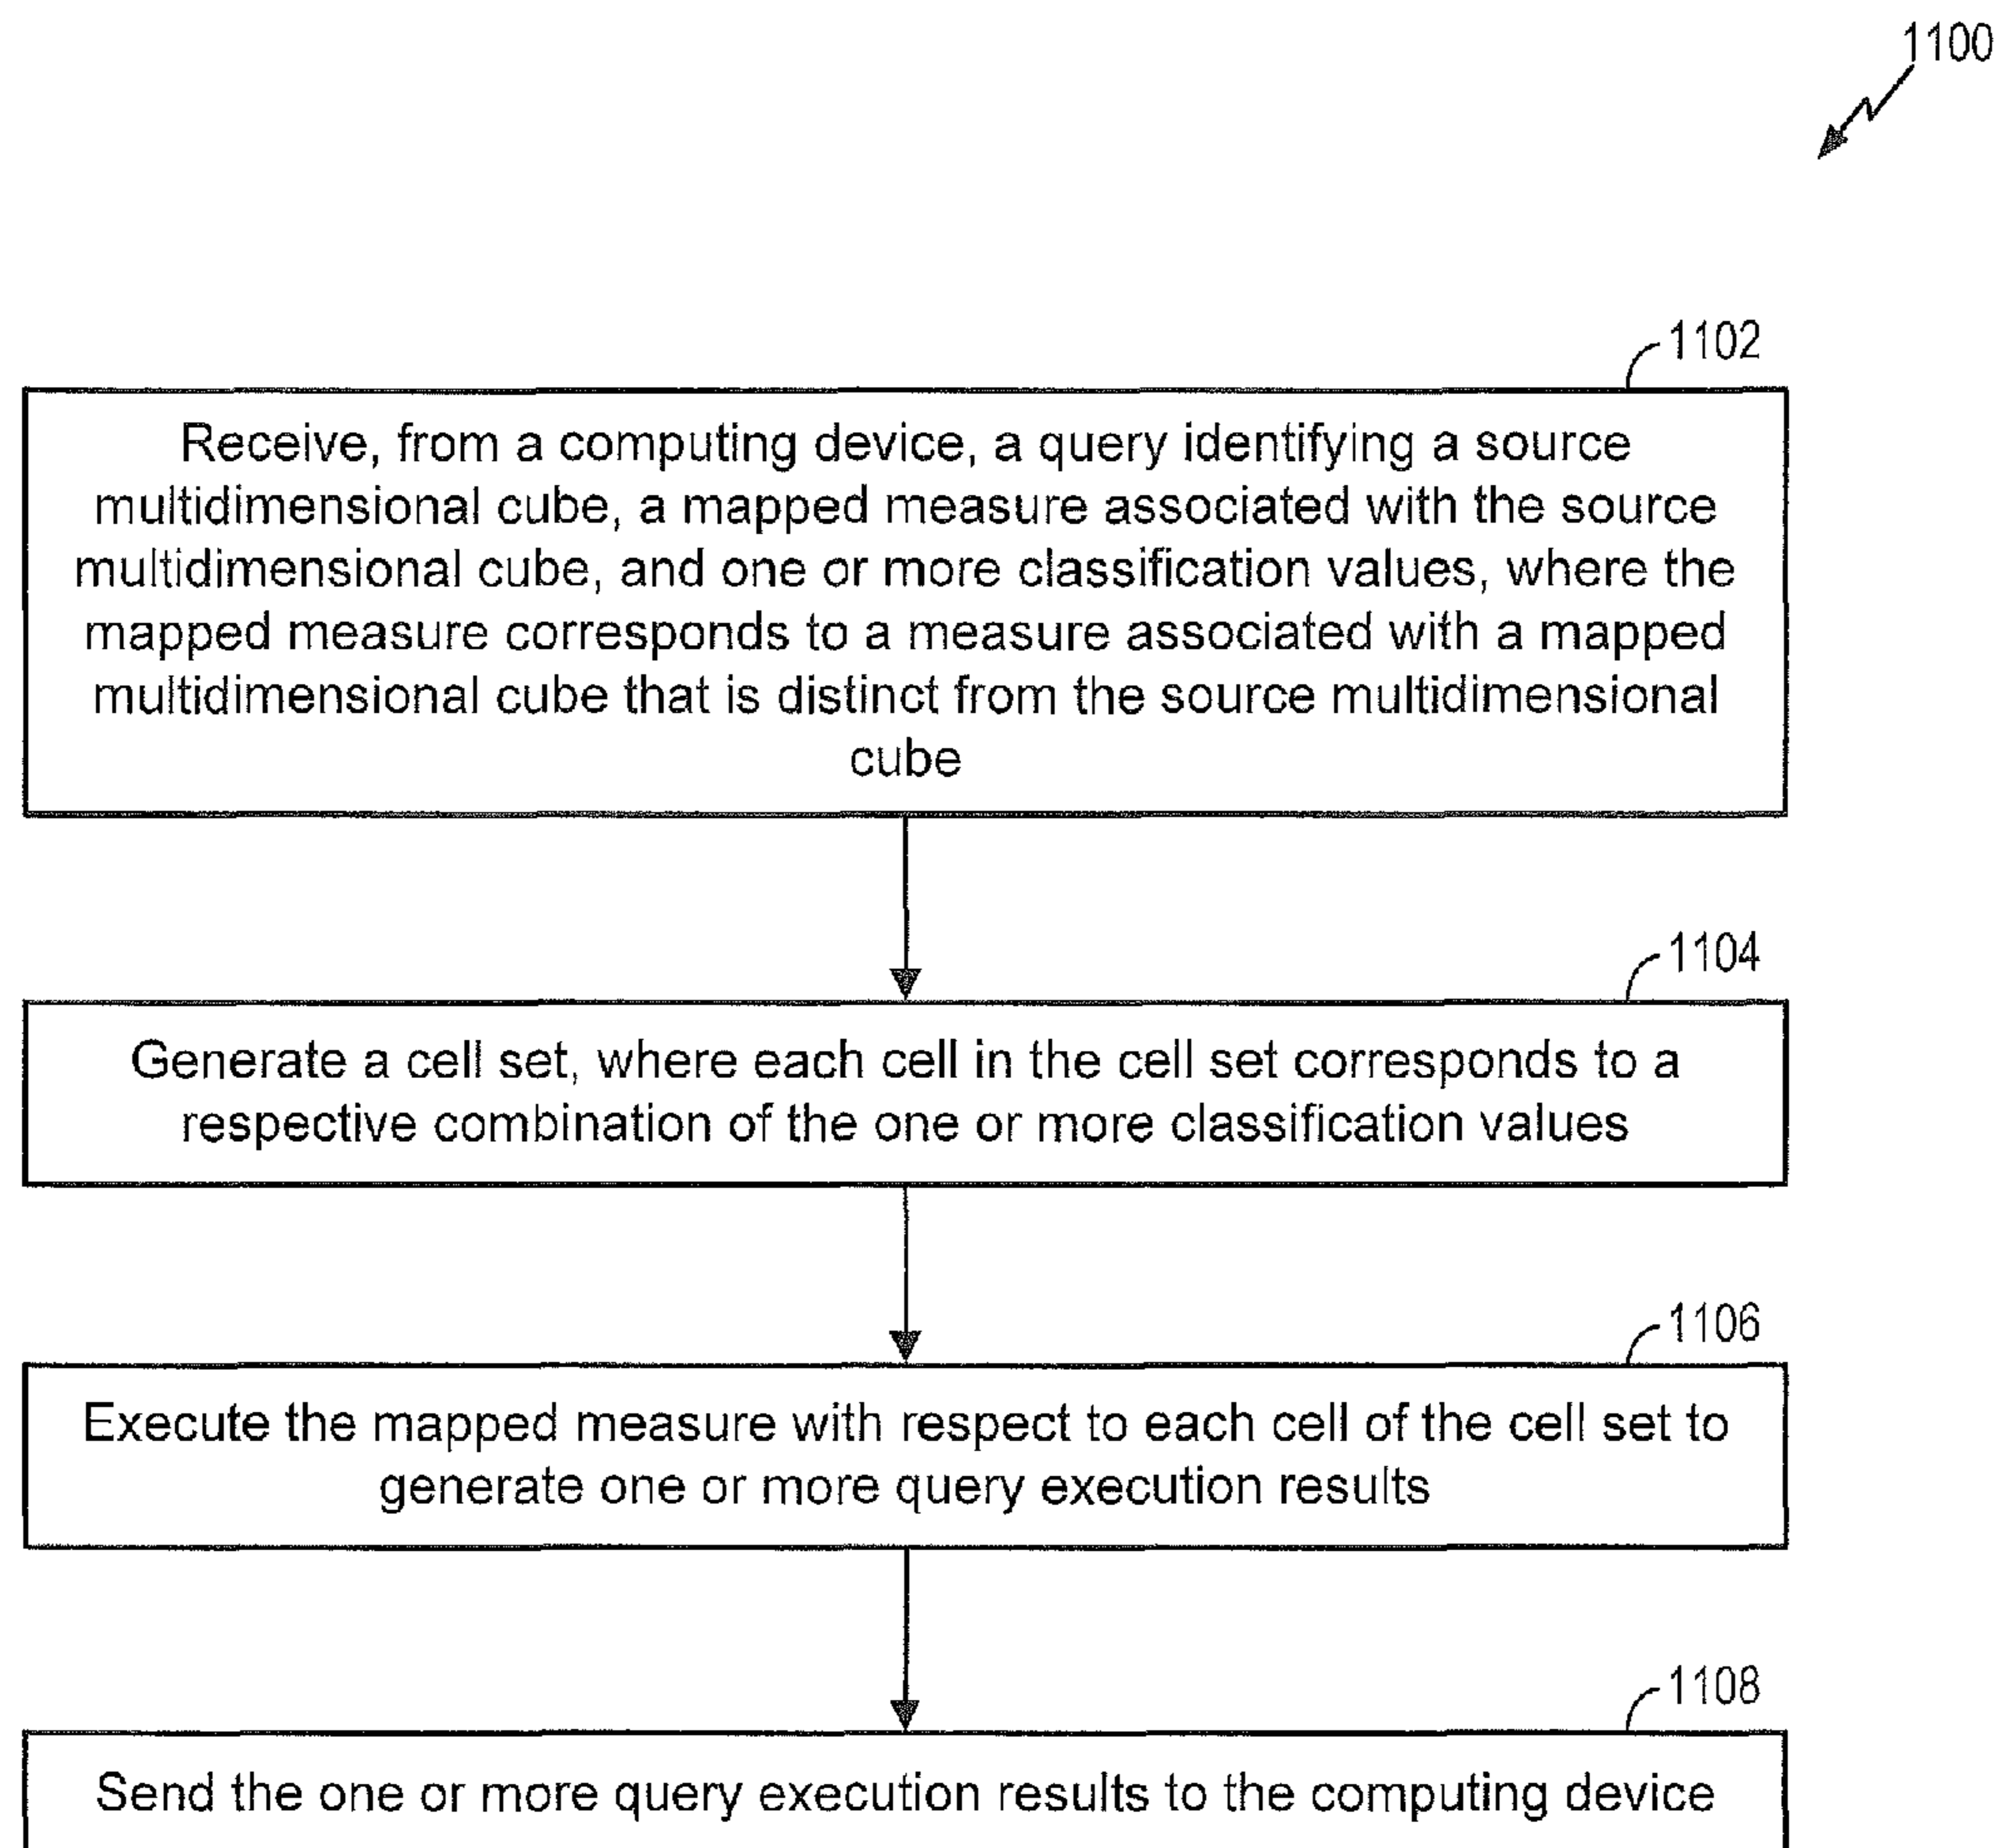 1100
1102
Receive, from a computing device, a query identifying a source
multidimensional cube, a mapped measure associated with the source
multidimensional cube, and one or more classification values, where the
mapped measure corresponds to a measure associated with a mapped
multidimensional cube that is distinct from the source multidimensional
cube
1104
Generate a cell set, where each cell in the cell set corresponds to a
respective combination of the one or more classification values
1106
Execute the mapped measure with respect to each cell of the cell set to
generate one or more query execution results
1108
Send the one or more query execution results to the computing device